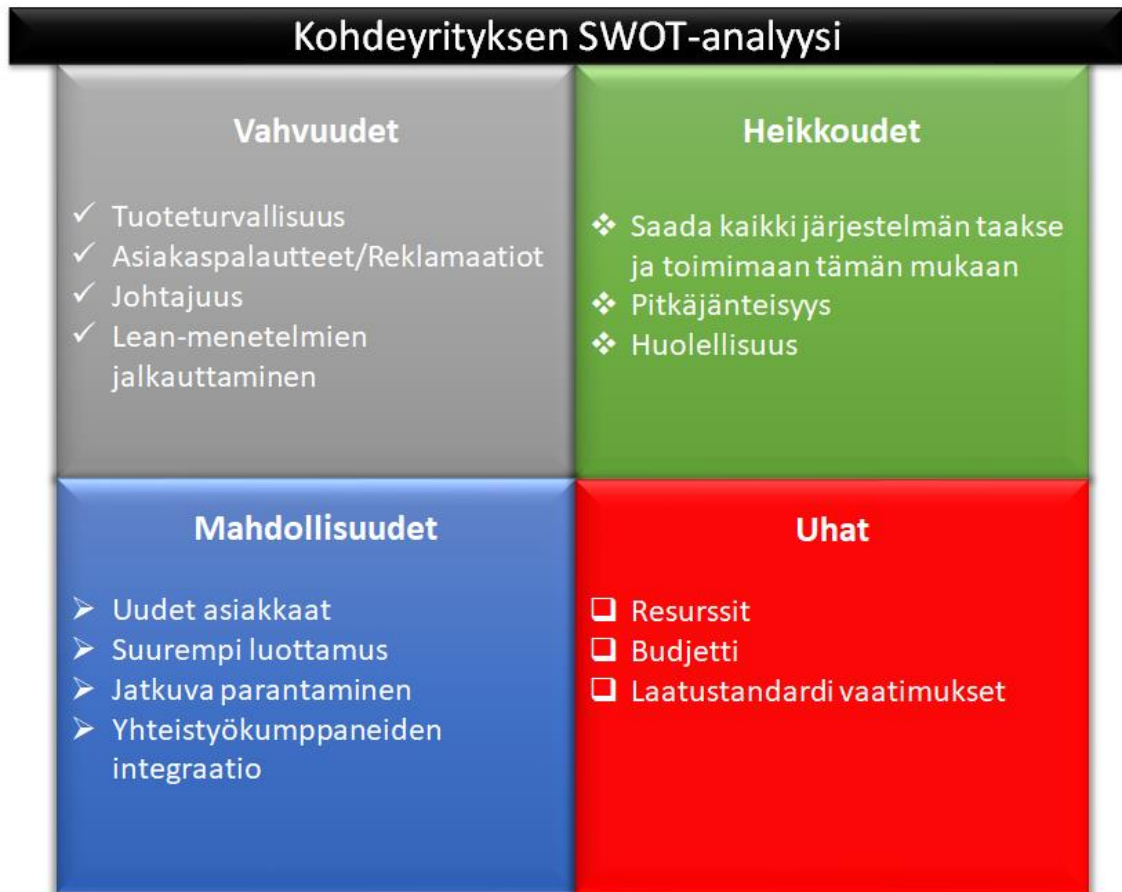 Kohdeyrityksen SWOT-analyysi
Vahvuudet
Tuoteturvallisuus
Asiakaspalautteet/Reklamaatiot
Johtajuus
Lean-menetelmien
jalkauttaminen
Heikkoudet
Saada kaikki järjestelmän taakse
ja toimimaan tämän mukaan
Pitkäjänteisyys
Huolellisuus
Mahdollisuudet
Uudet asiakkaat
Suurempi luottamus
Jatkuva parantaminen
Yhteistyökumppaneiden
integraatio
Uhat
Resurssit
Budjetti
Laatustandardi vaatimukset